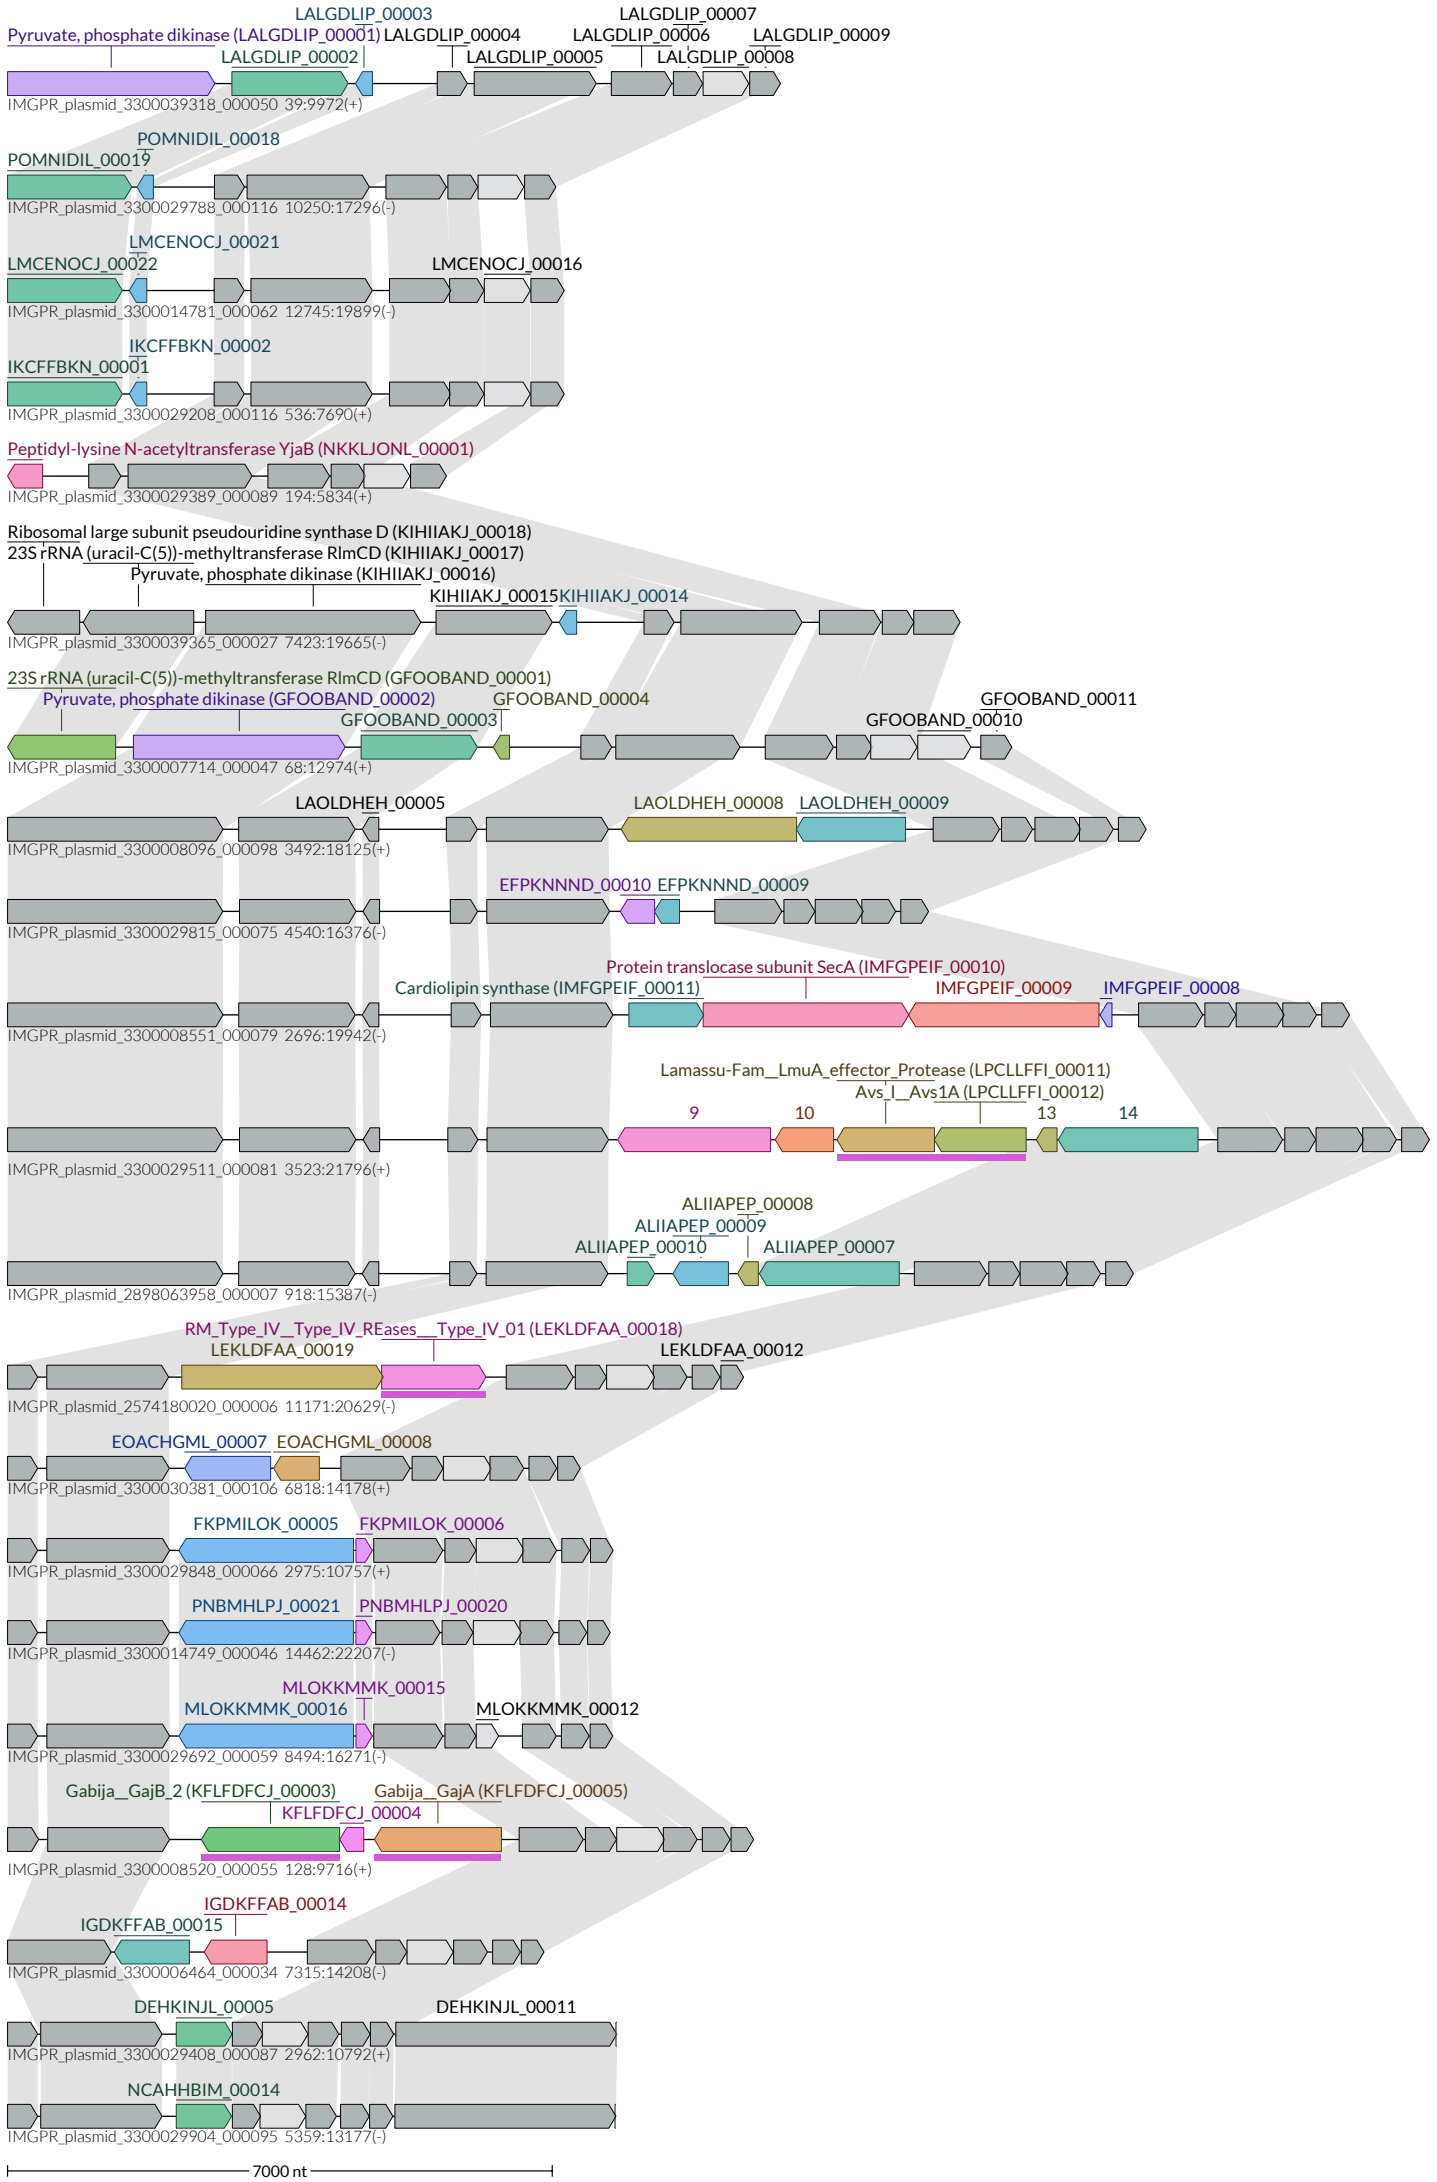 LALGDLIP_00003
LALGDLIP_00007
Pyruvate, phosphate dikinase (LALGDLIP_00001)
LALGDLIP_00004
LALGDLIP_00006
LALGDLIP_00009
LALGDLIP_00002
LALGDLIP_00005
LALGDLIP_00008
IMGPR_plasmid_3300039318_000050 39:9972(+)
POMNIDIL_00018
POMNIDIL_00019
IMGPR_plasmid_3300029788_000116 10250:17296(-)
LMCENOCJ_00021
LMCENOCJ_00022
LMCENOCJ_00016
IMGPR_plasmid_3300014781_000062 12745:19899(-)
IKCFFBKN_00002
IKCFFBKN_00001
IMGPR_plasmid_3300029208_000116 536:7690(+)
Peptidyl-lysine N-acetyltransferase YjaB (NKKLJONL_00001)
IMGPR_plasmid_3300029389_000089 194:5834(+)
Ribosomal large subunit pseudouridine synthase D (KIHIIAKJ_00018)
23S rRNA (uracil-C(5))-methyltransferase RlmCD (KIHIIAKJ_00017)
Pyruvate, phosphate dikinase (KIHIIAKJ_00016)
KIHIIAKJ_00015
KIHIIAKJ_00014
IMGPR_plasmid_3300039365_000027 7423:19665(-)
23S rRNA (uracil-C(5))-methyltransferase RlmCD (GFOOBAND_00001)
Pyruvate, phosphate dikinase (GFOOBAND_00002)
GFOOBAND_00004
GFOOBAND_00011
GFOOBAND_00003
GFOOBAND_00010
IMGPR_plasmid_3300007714_000047 68:12974(+)
LAOLDHEH_00005
LAOLDHEH_00008
LAOLDHEH_00009
IMGPR_plasmid_3300008096_000098 3492:18125(+)
EFPKNNND_00010
EFPKNNND_00009
IMGPR_plasmid_3300029815_000075 4540:16376(-)
Protein translocase subunit SecA (IMFGPEIF_00010)
Cardiolipin synthase (IMFGPEIF_00011)
IMFGPEIF_00009
IMFGPEIF_00008
IMGPR_plasmid_3300008551_000079 2696:19942(-)
Lamassu-Fam__LmuA_effector_Protease (LPCLLFFI_00011)
Avs_I__Avs1A (LPCLLFFI_00012)
9
10
13
14
IMGPR_plasmid_3300029511_000081 3523:21796(+)
ALIIAPEP_00008
ALIIAPEP_00009
ALIIAPEP_00010
ALIIAPEP_00007
IMGPR_plasmid_2898063958_000007 918:15387(-)
RM_Type_IV__Type_IV_REases___Type_IV_01 (LEKLDFAA_00018)
LEKLDFAA_00019
LEKLDFAA_00012
IMGPR_plasmid_2574180020_000006 11171:20629(-)
EOACHGML_00007
EOACHGML_00008
IMGPR_plasmid_3300030381_000106 6818:14178(+)
FKPMILOK_00005
FKPMILOK_00006
IMGPR_plasmid_3300029848_000066 2975:10757(+)
PNBMHLPJ_00021
PNBMHLPJ_00020
IMGPR_plasmid_3300014749_000046 14462:22207(-)
MLOKKMMK_00015
MLOKKMMK_00016
MLOKKMMK_00012
IMGPR_plasmid_3300029692_000059 8494:16271(-)
Gabija__GajB_2 (KFLFDFCJ_00003)
Gabija__GajA (KFLFDFCJ_00005)
KFLFDFCJ_00004
IMGPR_plasmid_3300008520_000055 128:9716(+)
IGDKFFAB_00014
IGDKFFAB_00015
IMGPR_plasmid_3300006464_000034 7315:14208(-)
DEHKINJL_00005
DEHKINJL_00011
IMGPR_plasmid_3300029408_000087 2962:10792(+)
NCAHHBIM_00014
IMGPR_plasmid_3300029904_000095 5359:13177(-)
7000 nt